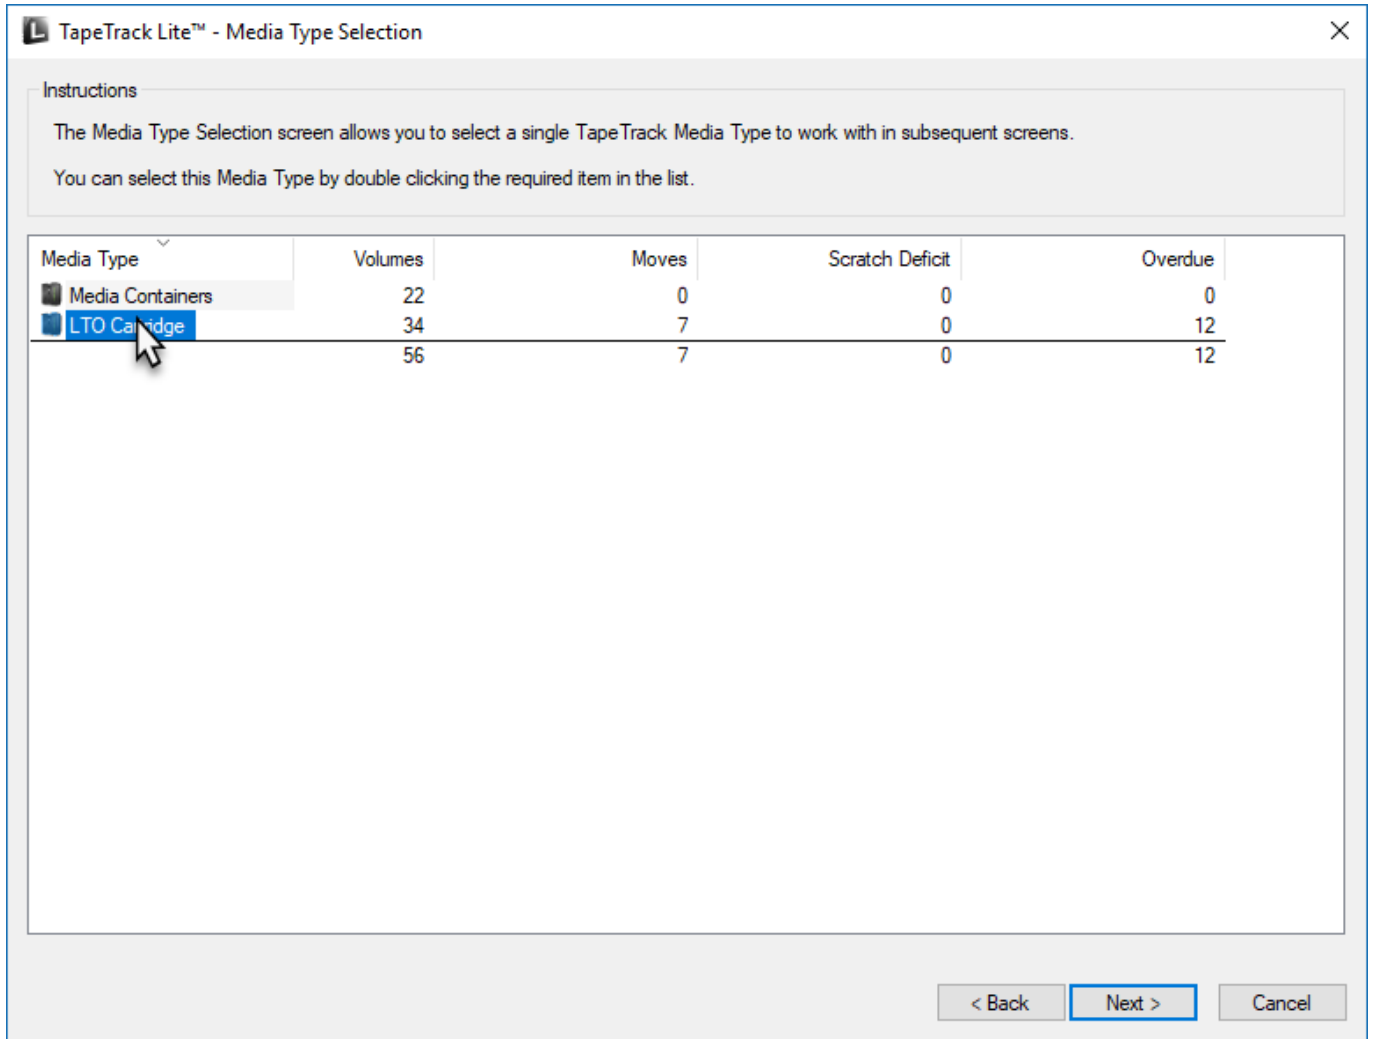 TapeTrack Lite™ - Media Type Selection
Instructions
The Media Type Selection screen allows you to select a single TapeTrack Media Type to work with in subsequent screens.
You can select this Media Type by double clicking the required item in the list.
Media Type Volumes Moves Scratch Deficit Overdue
Media Containers 22 0 0 0
LTO Cartridge 34 7 0 12
56 7 0 12
< Back Next > Cancel